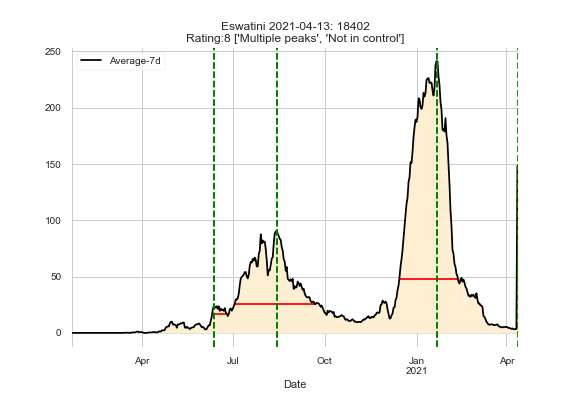 Eswatini 2021-04-13: 18402
Rating:8 ['Multiple peaks', 'Not in control']
Average-7d
250
200
150
100
50
0
Apr
Jul
Oct
Jan
2021
Apr
Date